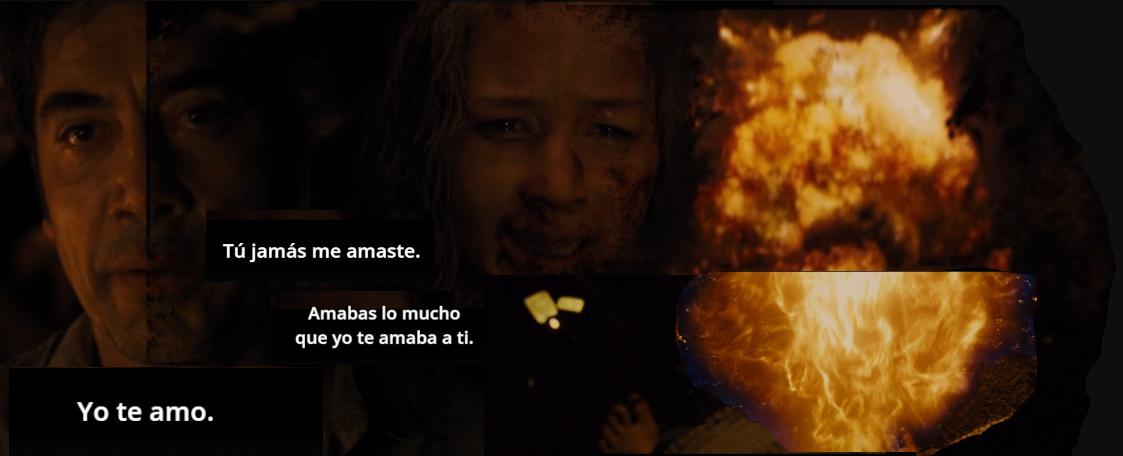 Tú jamás me amaste.
Amabas lo mucho
que yo te amaba a ti.
Yo te amo.